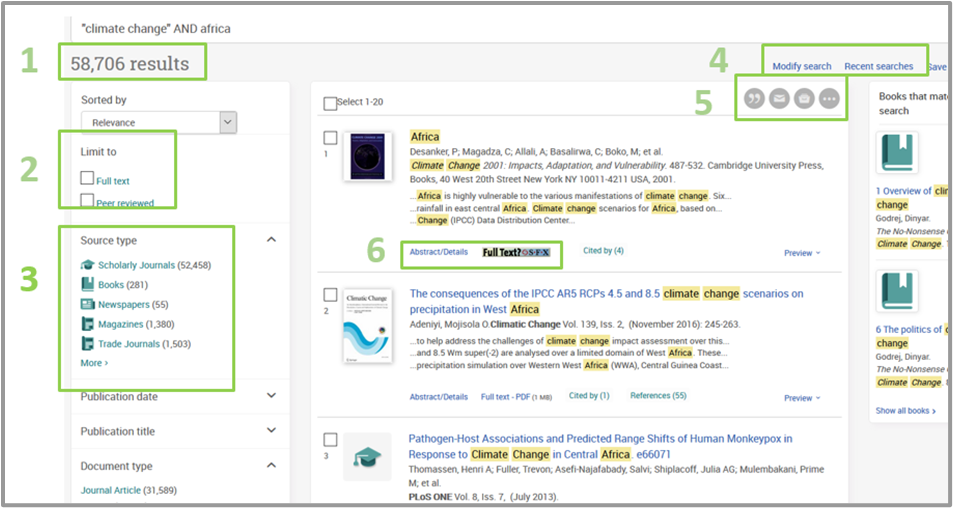 "climate change" AND africa
1
58,706 results
4
Modify search Recent searches Save
5
Sorted by
Relevance
2
Limit to
Full text
Peer reviewed
3
Source type
Scholarly Journals (52,458)
Books (281)
Newspapers (55)
Magazines (1,380)
Trade Journals (1,503)
More >
Publication date
Publication title
Document type
Journal Article (31,589)
Select 1-20
1
Africa
Desanker, P; Magadza, C; Allali, A; Basalirwa, C; Boko, M; et al.
Climate Change 2001: Impacts, Adaptation, and Vulnerability. 487-532. Cambridge University Press,
Books, 40 West 20th Street New York NY 10011-4211 USA, 2001.
...Africa is highly vulnerable to the various manifestations of climate change. Six...
...rainfall in east central Africa. Climate change scenarios for Africa, based on...
...Change (IPCC) Data Distribution Center...
6
Abstract/Details Full Text? S·F·X Cited by (4) Preview
2
Climatic Change
The consequences of the IPCC AR5 RCPs 4.5 and 8.5 climate change scenarios on
precipitation in West Africa
Adeniyi, Mojisola O. Climatic Change Vol. 139, Iss. 2, (November 2016): 245-263.
...to help address the challenges of climate change impact assessment over this...
...and 8.5 Wm super(-2) are analysed over a limited domain of West Africa. These...
...precipitation simulation over Western West Africa (WWA), Central Guinea Coast...
Abstract/Details Full text - PDF (1 MB) Cited by (1) References (55) Preview
3
Pathogen-Host Associations and Predicted Range Shifts of Human Monkeypox in
Response to Climate Change in Central Africa. e66071
Thomassen, Henri A; Fuller, Trevon; Asefi-Najafabady, Salvi; Shiplacoff, Julia AG; Mulembakani, Prime
M; et al.
PLoS ONE Vol. 8, Iss. 7, (July 2013).
Books that mat
search
1 Overview of clin
change
Godrej, Dinyar.
The No-Nonsense
Climate Change.
6 The politics of c
change
Godrej, Dinyar.
The No-Nonsense
Climate Change.
Show all books >